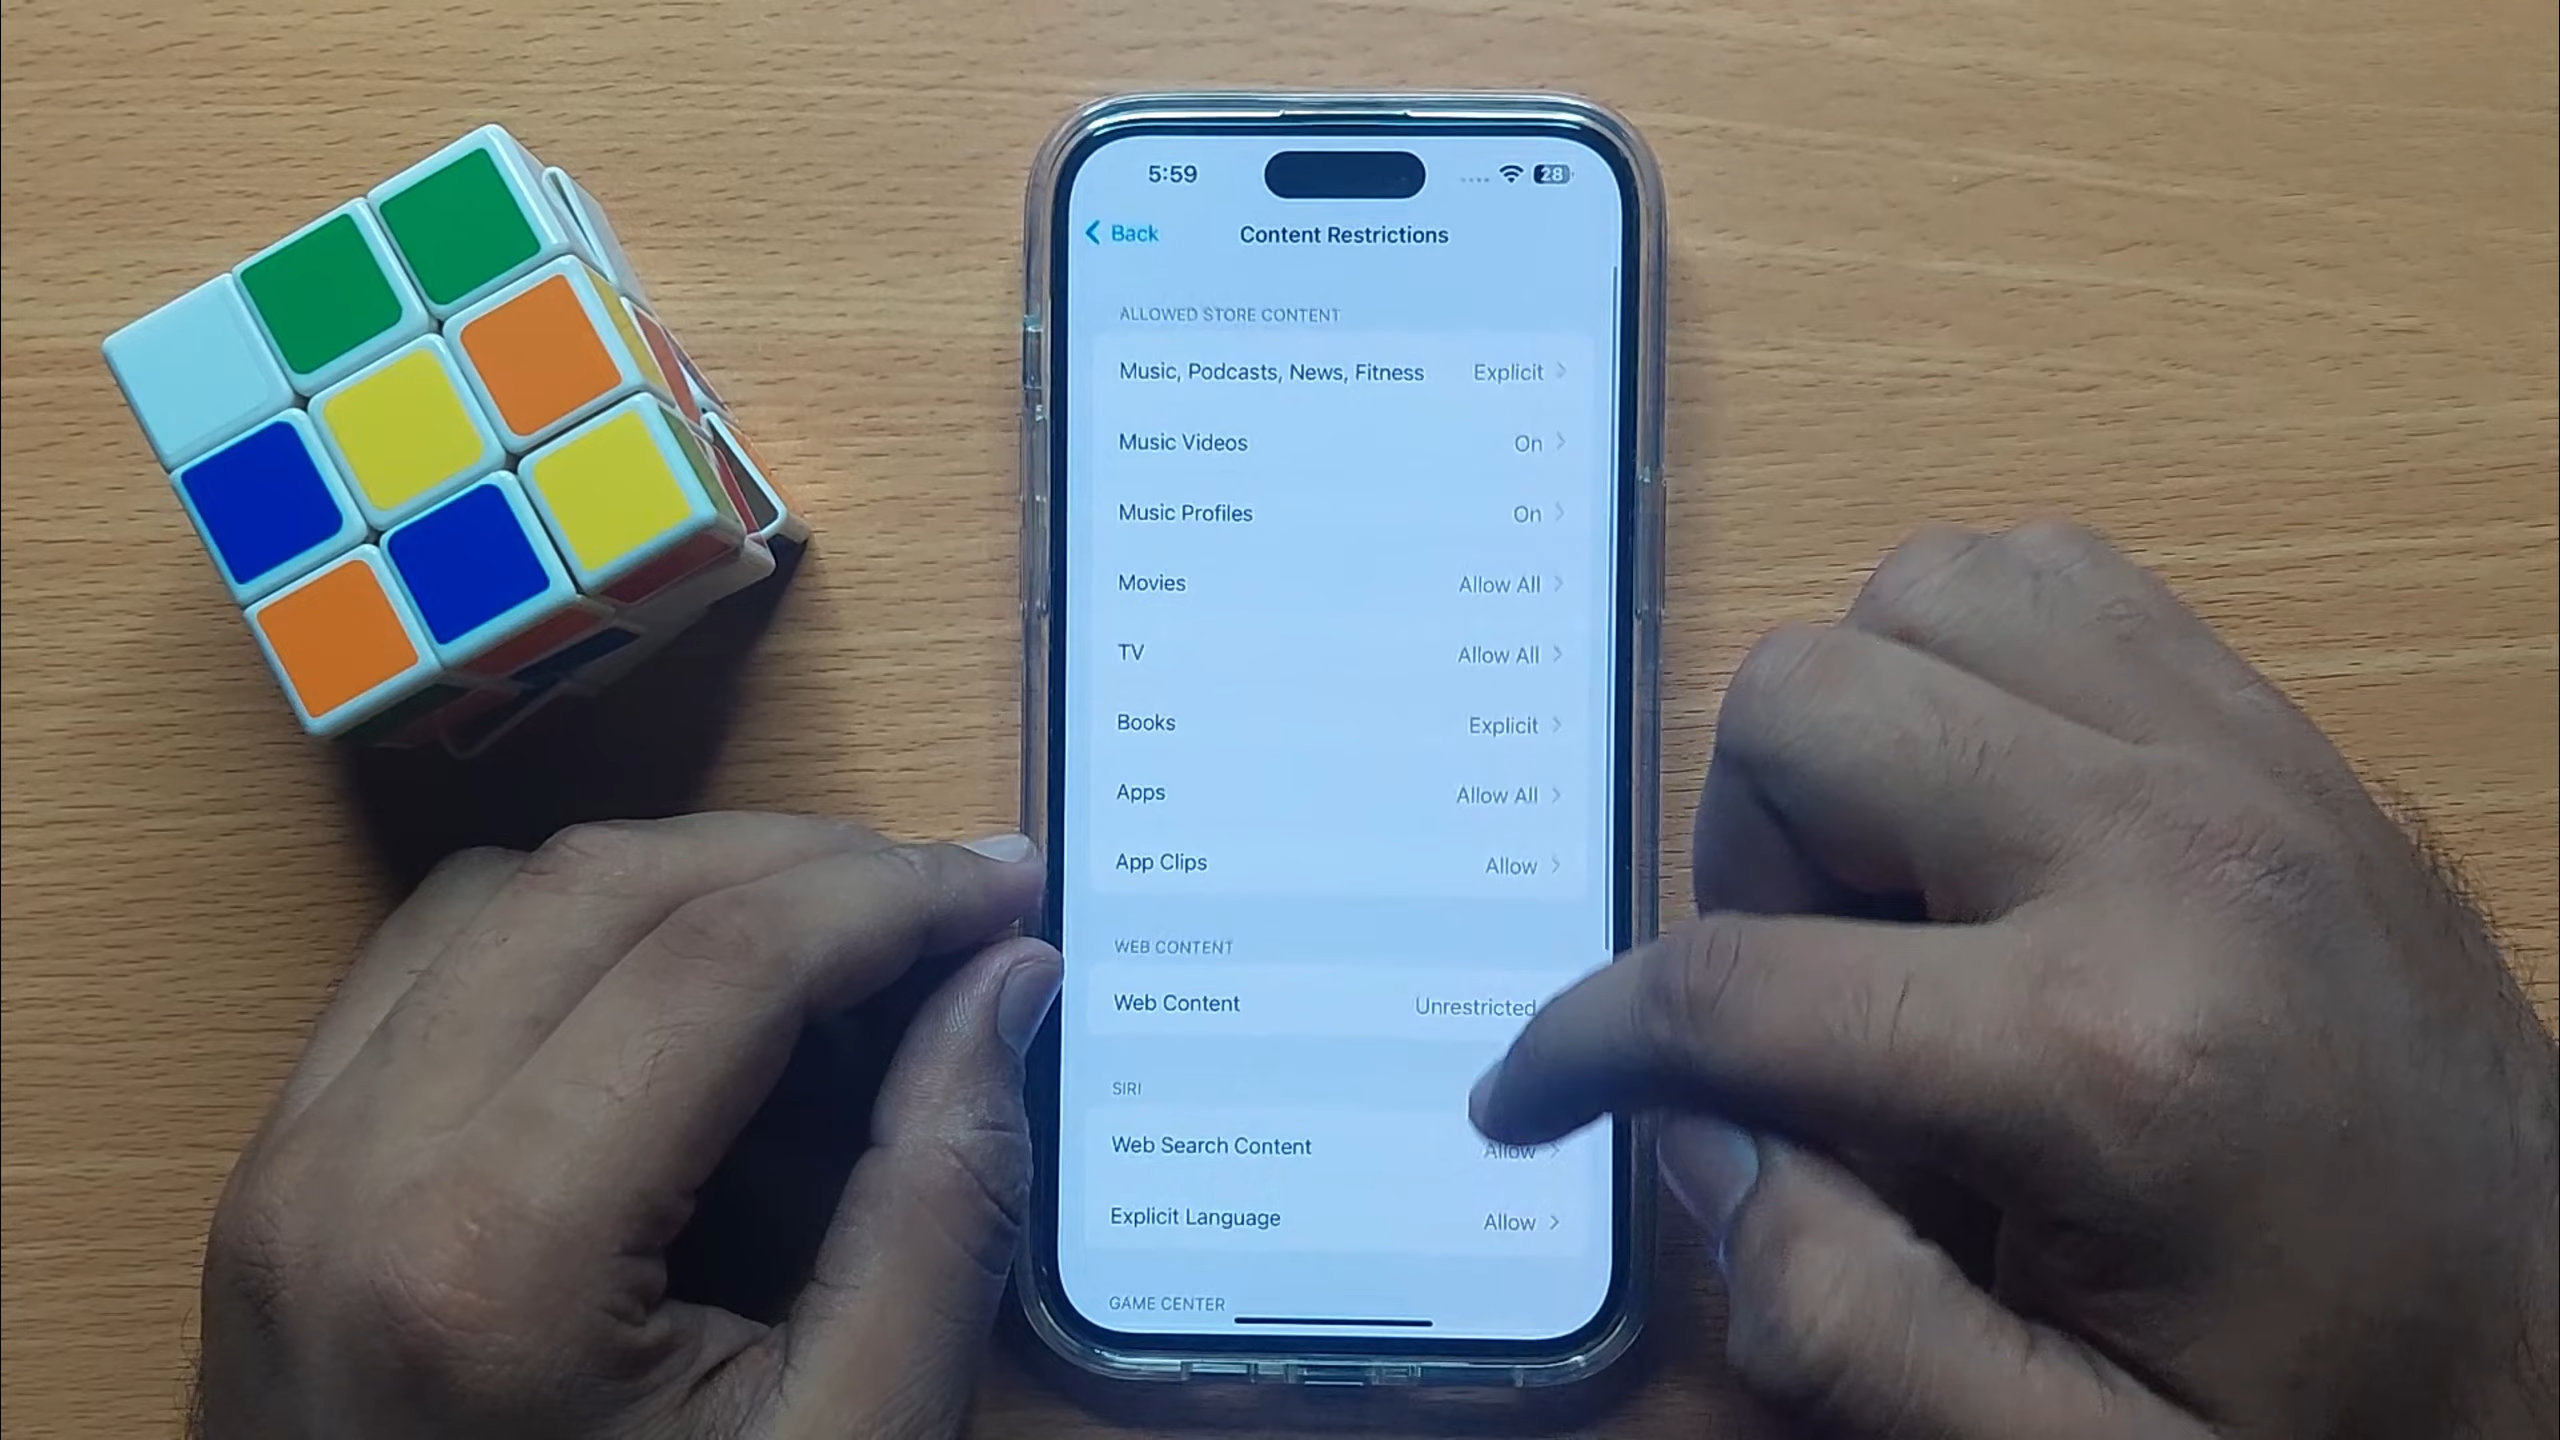 5:59
28
Back
Content Restrictions
ALLOWED STORE CONTENT
Music, Podcasts, News, Fitness Explicit
Music Videos On
Music Profiles On
Movies Allow All
TV Allow All
Books Explicit
Apps Allow All
App Clips Allow
WEB CONTENT
Web Content Unrestricted
SIRI
Web Search Content Allow
Explicit Language Allow
GAME CENTER